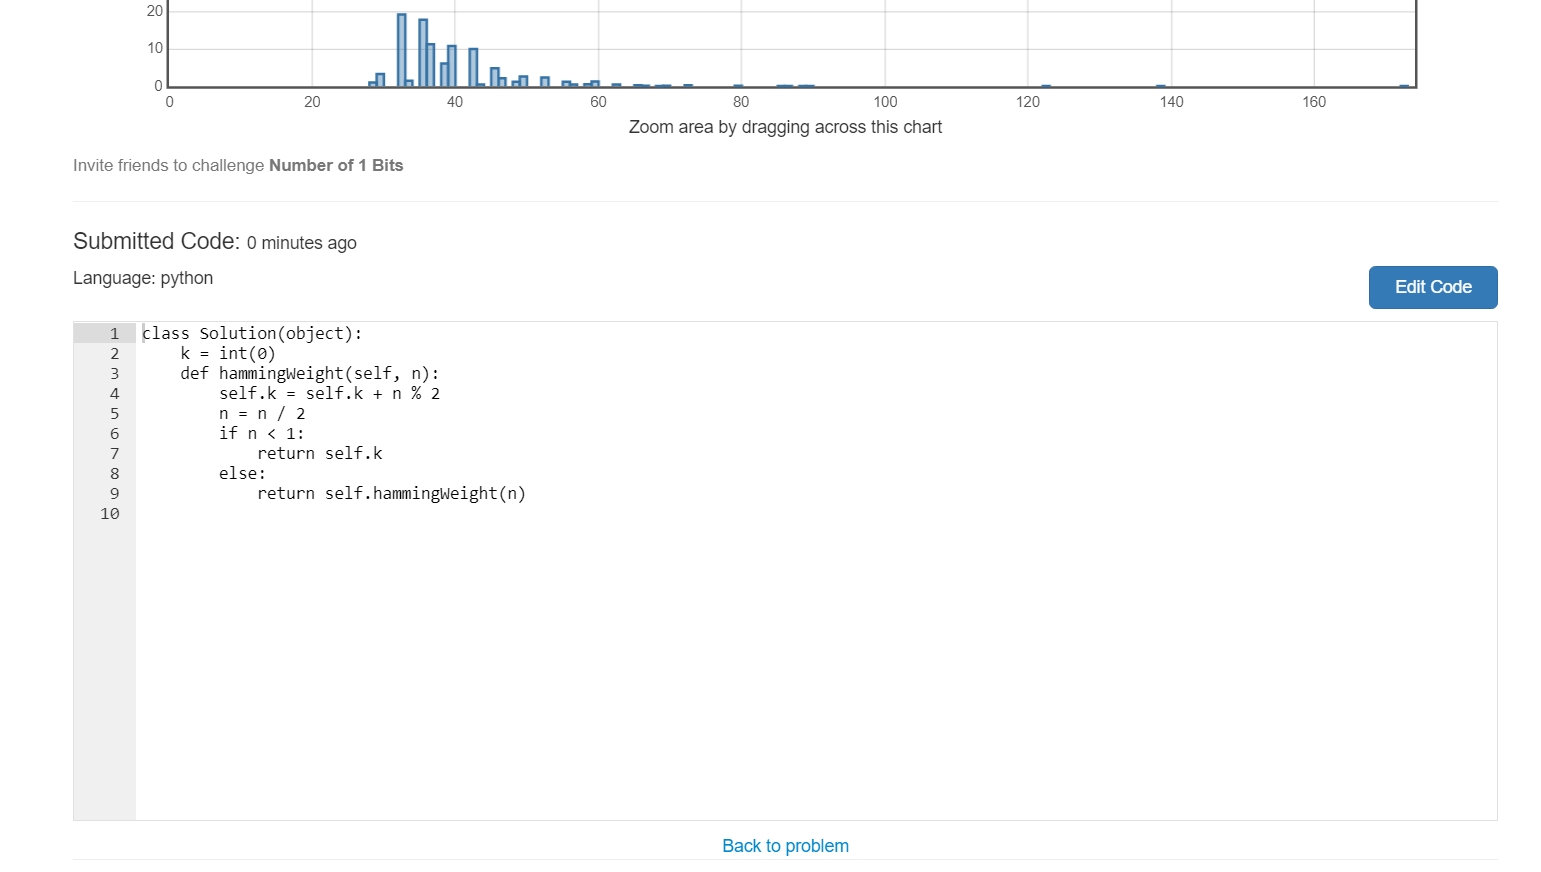 20
10
0
0 20 40 60 80 100 120 140 160
Zoom area by dragging across this chart
Invite friends to challenge Number of 1 Bits
Submitted Code: 0 minutes ago
Language: python
Edit Code
1 class Solution(object):
2     k = int(0)
3     def hammingWeight(self, n):
4         self.k = self.k + n % 2
5         n = n / 2
6         if n < 1:
7             return self.k
8         else:
9             return self.hammingWeight(n)
10
Back to problem